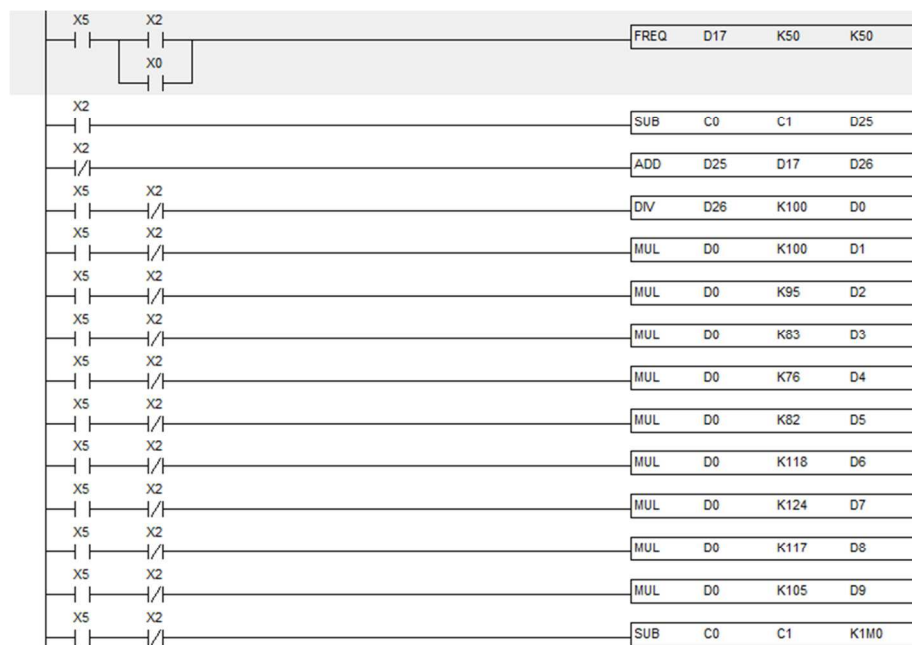 X5 X2
FREQ D17 K50 K50
X0
X2
SUB C0 C1 D25
X2
ADD D25 D17 D26
X5 X2
DIV D26 K100 D0
X5 X2
MUL D0 K100 D1
X5 X2
MUL D0 K95 D2
X5 X2
MUL D0 K83 D3
X5 X2
MUL D0 K76 D4
X5 X2
MUL D0 K82 D5
X5 X2
MUL D0 K118 D6
X5 X2
MUL D0 K124 D7
X5 X2
MUL D0 K117 D8
X5 X2
MUL D0 K105 D9
X5 X2
SUB C0 C1 K1M0